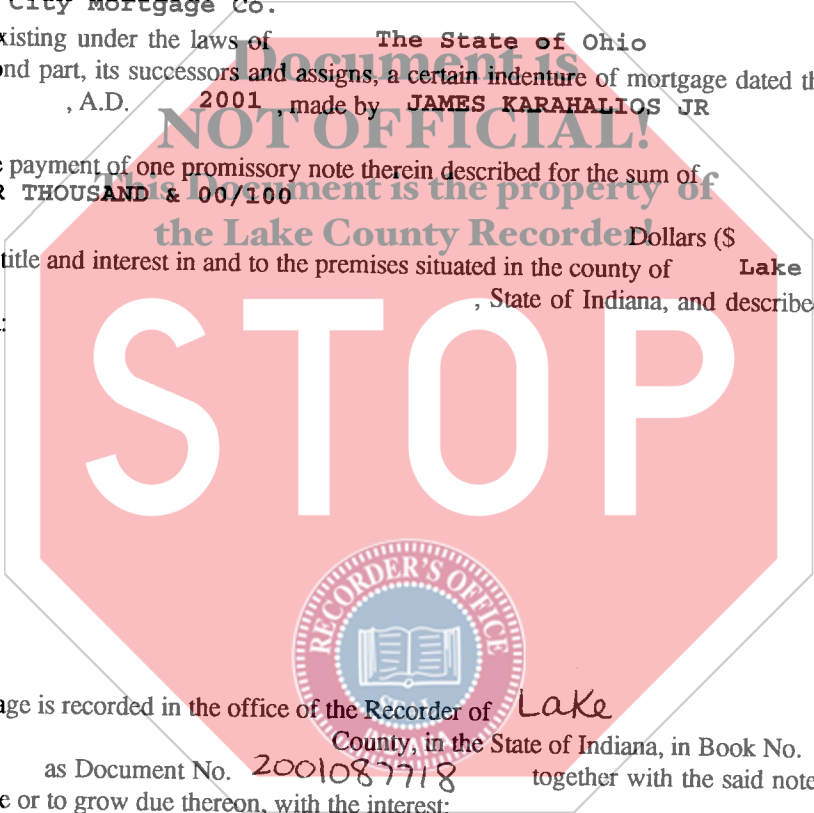 City Mortgage Co.
xisting under the laws of The State of Ohio
Document is
ond part, its successors and assigns, a certain indenture of mortgage dated th
, A.D. 2001 , made by JAMES KARAHALIOS JR
NOT OFFICIAL!
e payment of one promissory note therein described for the sum of
This Document is the property of
R THOUSAND & 00/100
the Lake County Recorder!
Dollars ($
title and interest in and to the premises situated in the county of Lake
, State of Indiana, and describe
:
STOP
RECORDER'S OFFICE
SEAL
age is recorded in the office of the Recorder of Lake
County, in the State of Indiana, in Book No.
as Document No. 2001087718 together with the said note
e or to grow due thereon, with the interest: